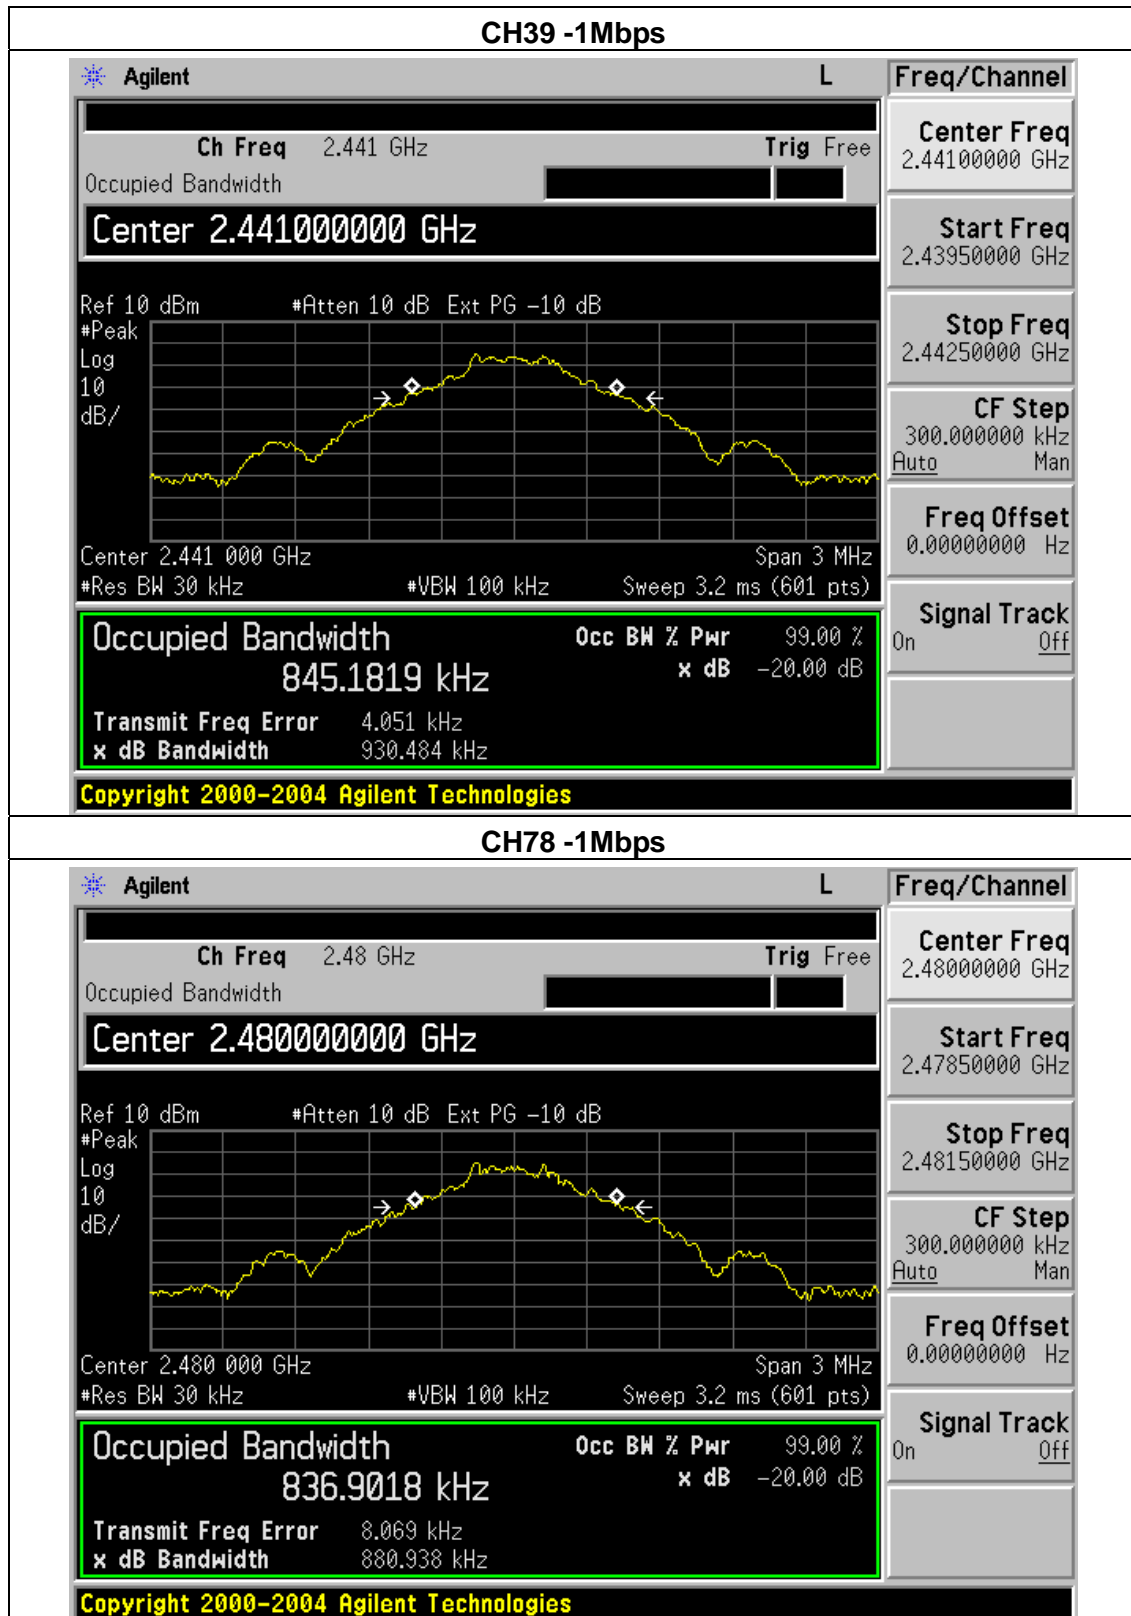 CH39 -1Mbps
Agilent L Freq/Channel
Ch Freq 2.441 GHz Trig Free
Occupied Bandwidth
Center 2.441000000 GHz
Center Freq
2.44100000 GHz
Start Freq
2.43950000 GHz
Stop Freq
2.44250000 GHz
CF Step
300.000000 kHz
Auto Man
Freq Offset
0.00000000 Hz
Signal Track
On Off
Ref 10 dBm #Atten 10 dB Ext PG -10 dB
#Peak
Log
10
dB/
Center 2.441 000 GHz Span 3 MHz
#Res BW 30 kHz #VBW 100 kHz Sweep 3.2 ms (601 pts)
Occupied Bandwidth Occ BW % Pwr 99.00 %
845.1819 kHz x dB -20.00 dB
Transmit Freq Error 4.051 kHz
x dB Bandwidth 930.484 kHz
Copyright 2000-2004 Agilent Technologies
CH78 -1Mbps
Agilent L Freq/Channel
Ch Freq 2.48 GHz Trig Free
Occupied Bandwidth
Center 2.480000000 GHz
Center Freq
2.48000000 GHz
Start Freq
2.47850000 GHz
Stop Freq
2.48150000 GHz
CF Step
300.000000 kHz
Auto Man
Freq Offset
0.00000000 Hz
Signal Track
On Off
Ref 10 dBm #Atten 10 dB Ext PG -10 dB
#Peak
Log
10
dB/
Center 2.480 000 GHz Span 3 MHz
#Res BW 30 kHz #VBW 100 kHz Sweep 3.2 ms (601 pts)
Occupied Bandwidth Occ BW % Pwr 99.00 %
836.9018 kHz x dB -20.00 dB
Transmit Freq Error 8.069 kHz
x dB Bandwidth 880.938 kHz
Copyright 2000-2004 Agilent Technologies